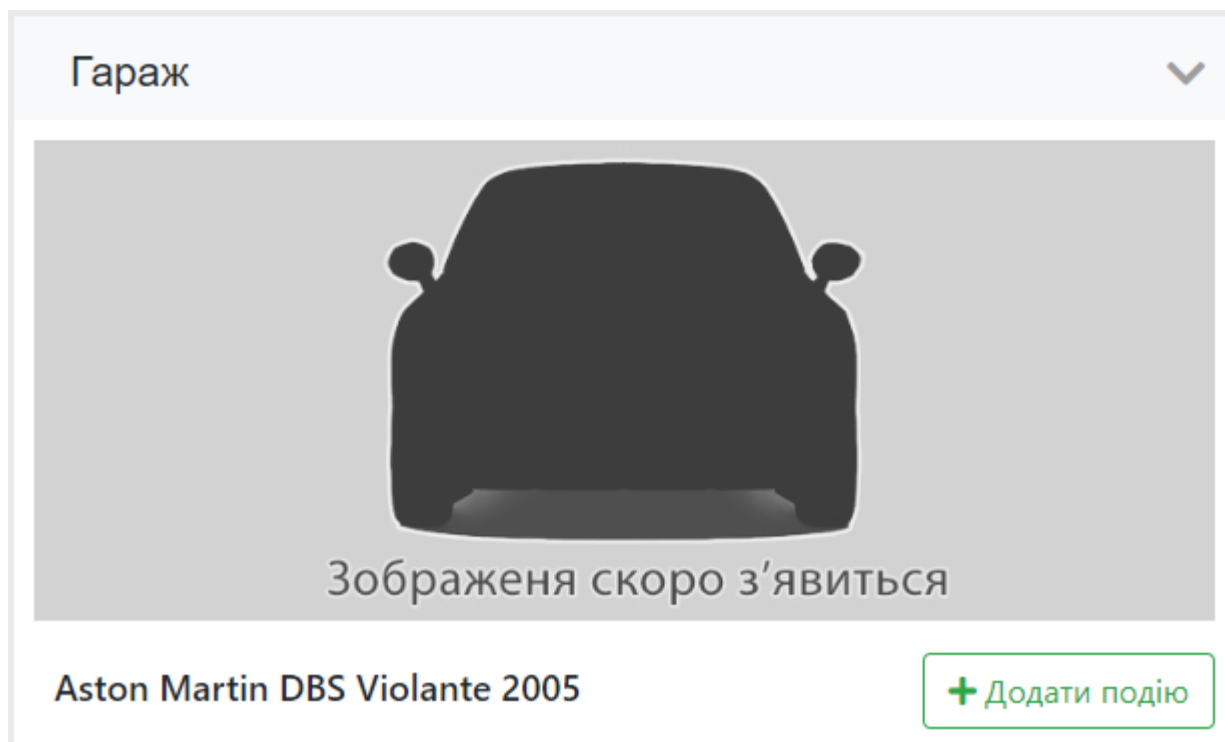 Гараж
Зображеня скоро з’явиться
Aston Martin DBS Violante 2005
Додати подію